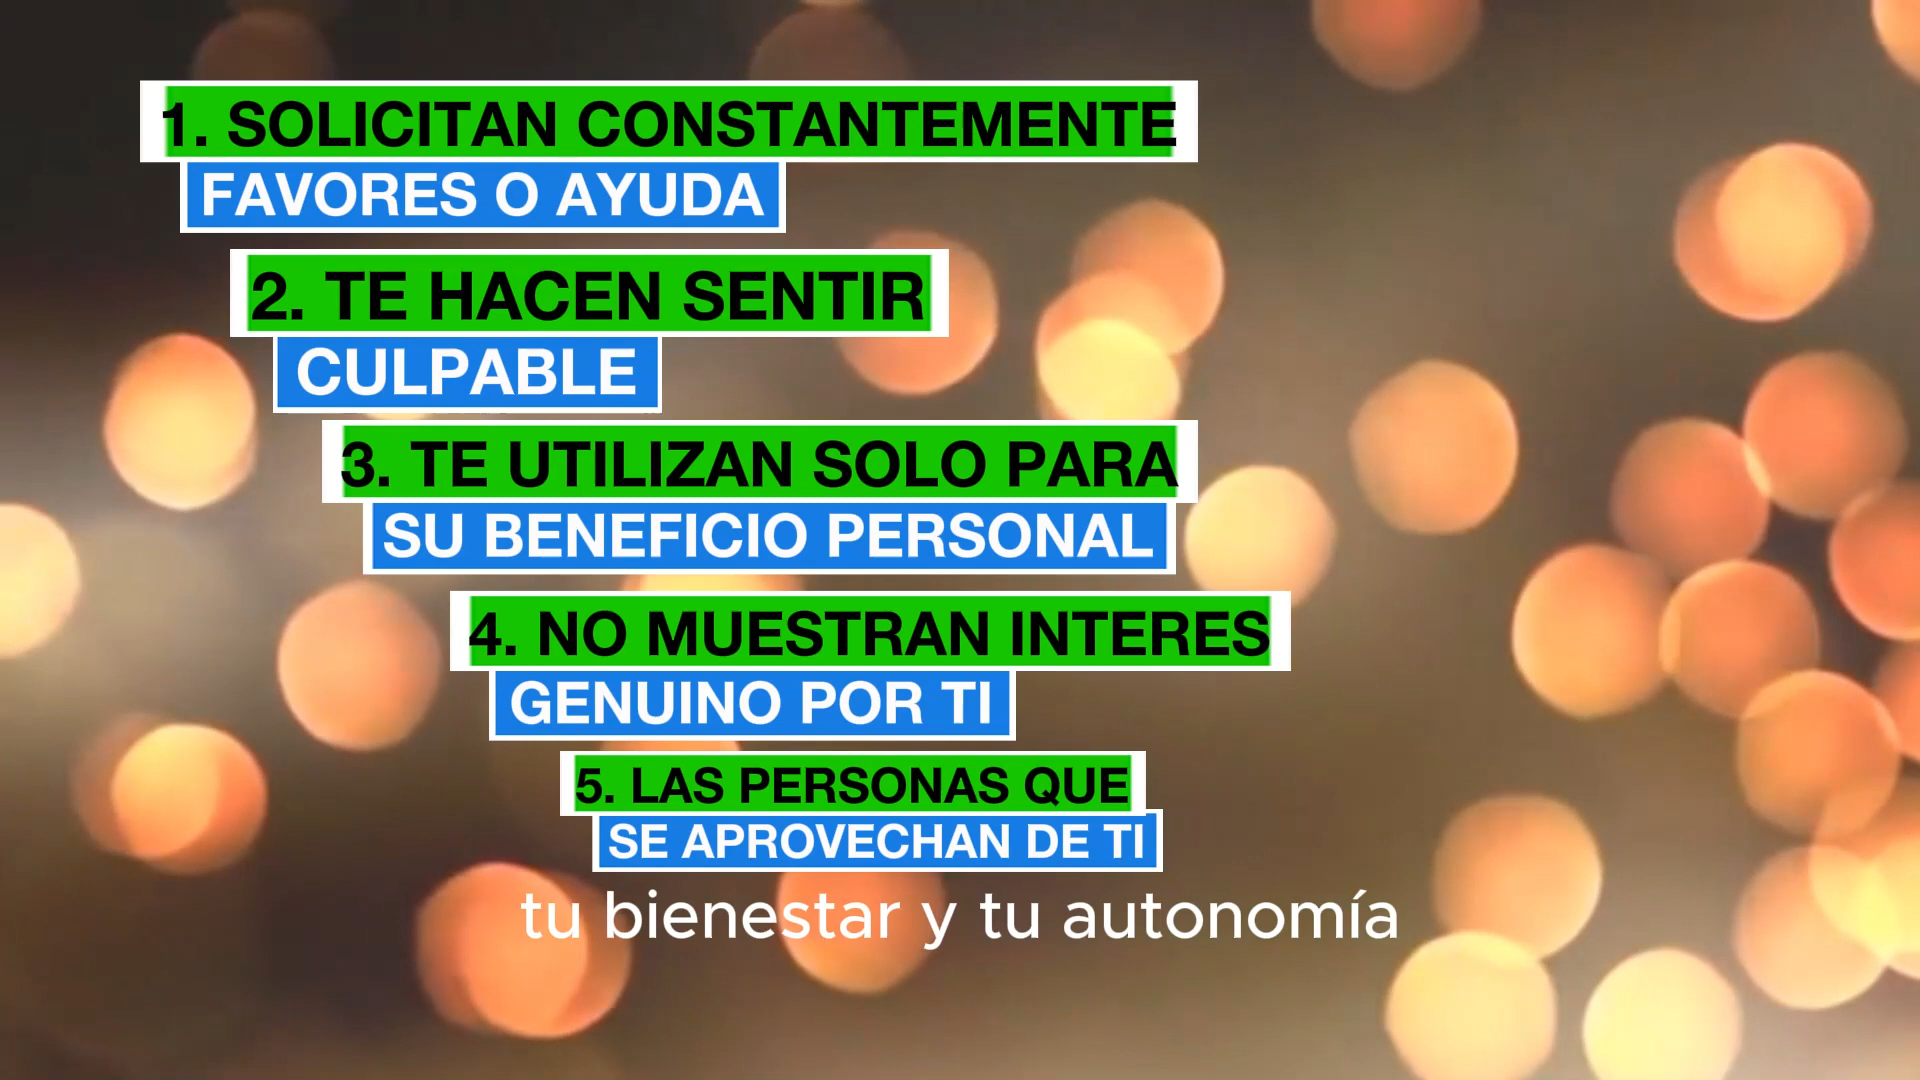 1. SOLICITAN CONSTANTEMENTE
FAVORES O AYUDA
2. TE HACEN SENTIR
CULPABLE
3. TE UTILIZAN SOLO PARA
SU BENEFICIO PERSONAL
4. NO MUESTRAN INTERES
GENUINO POR TI
5. LAS PERSONAS QUE
SE APROVECHAN DE TI
tu bienestar y tu autonomía